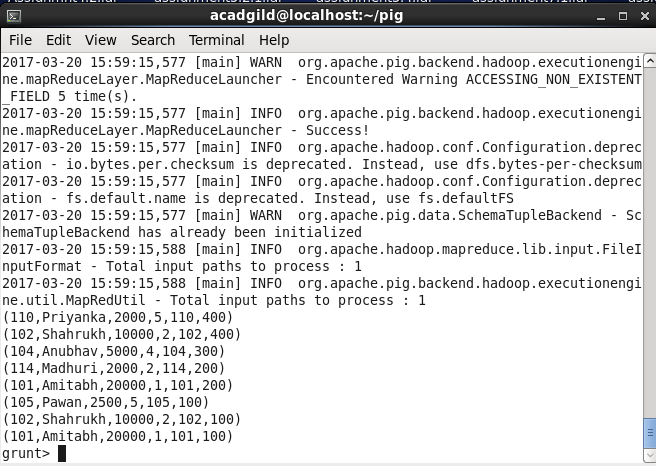 acadgild@localhost:~/pig
File Edit View Search Terminal Help
2017-03-20 15:59:15,577 [main] WARN  org.apache.pig.backend.hadoop.executionengi
ne.mapReduceLayer.MapReduceLauncher - Encountered Warning ACCESSING_NON_EXISTENT
_FIELD 5 time(s).
2017-03-20 15:59:15,577 [main] INFO  org.apache.pig.backend.hadoop.executionengi
ne.mapReduceLayer.MapReduceLauncher - Success!
2017-03-20 15:59:15,577 [main] INFO  org.apache.hadoop.conf.Configuration.deprec
ation - io.bytes.per.checksum is deprecated. Instead, use dfs.bytes-per-checksum
2017-03-20 15:59:15,577 [main] INFO  org.apache.hadoop.conf.Configuration.deprec
ation - fs.default.name is deprecated. Instead, use fs.defaultFS
2017-03-20 15:59:15,577 [main] WARN  org.apache.pig.data.SchemaTupleBackend - Sc
hemaTupleBackend has already been initialized
2017-03-20 15:59:15,588 [main] INFO  org.apache.hadoop.mapreduce.lib.input.FileI
nputFormat - Total input paths to process : 1
2017-03-20 15:59:15,588 [main] INFO  org.apache.pig.backend.hadoop.executionengi
ne.util.MapRedUtil - Total input paths to process : 1
(110,Priyanka,2000,5,110,400)
(102,Shahrukh,10000,2,102,400)
(104,Anubhav,5000,4,104,300)
(114,Madhuri,2000,2,114,200)
(101,Amitabh,20000,1,101,200)
(105,Pawan,2500,5,105,100)
(102,Shahrukh,10000,2,102,100)
(101,Amitabh,20000,1,101,100)
grunt>